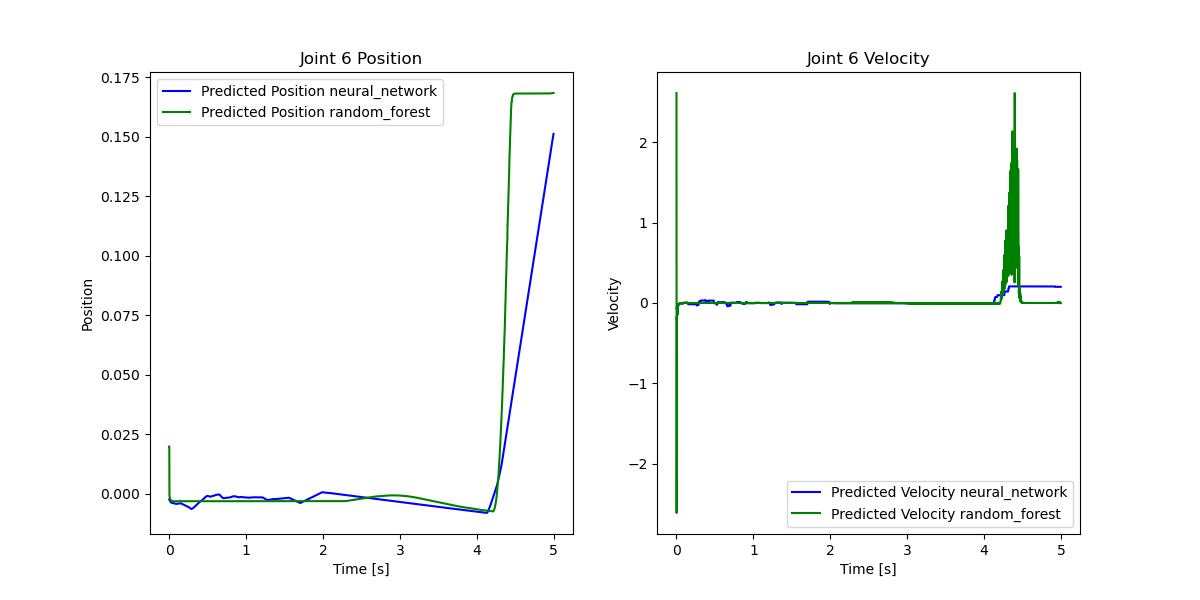 Joint 6 Position
Predicted Position neural_network
Predicted Position random_forest
0.175
0.150
0.125
0.100
0.075
0.050
0.025
0.000
Position
0
1
2
3
4
5
Time [s]
Joint 6 Velocity
2
1
0
−1
−2
Velocity
Predicted Velocity neural_network
Predicted Velocity random_forest
0
1
2
3
4
5
Time [s]